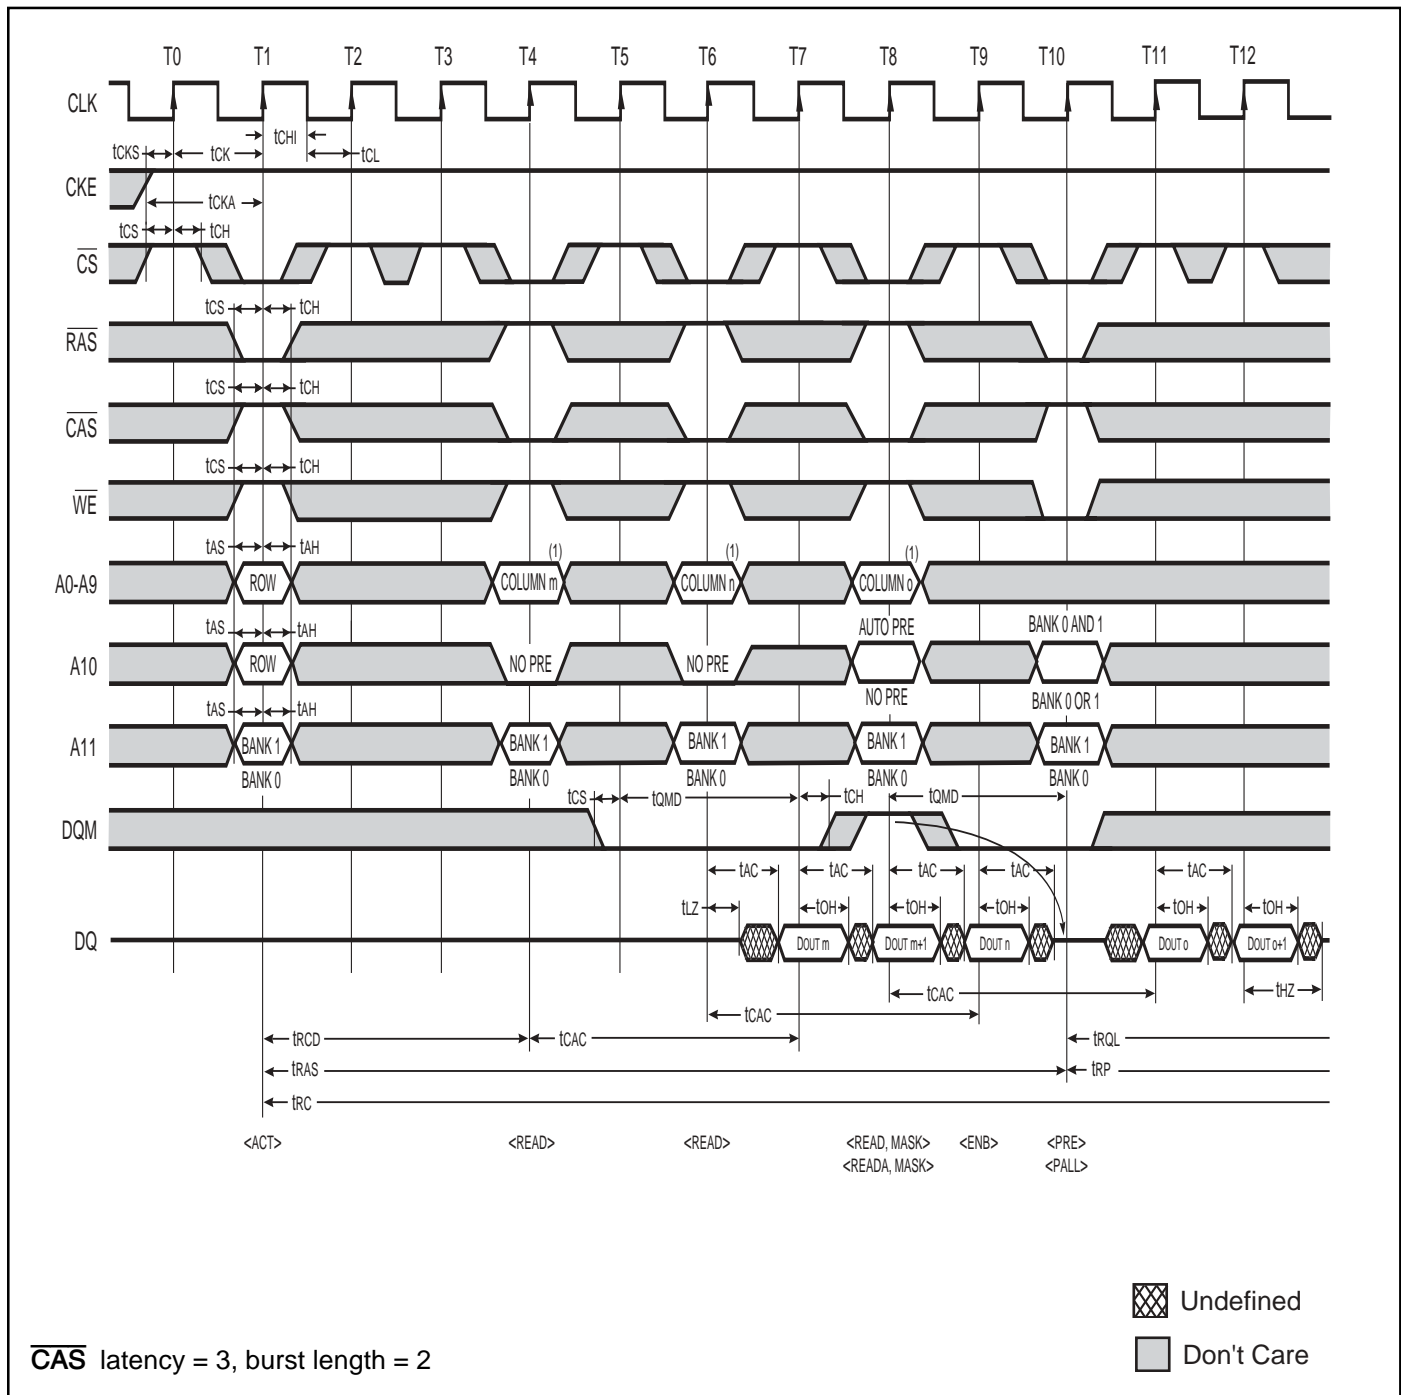 T0 T1 T2 T3 T4 T5 T6 T7 T8 T9 T10 T11 T12
CLK
tCHI
tCKS tCK tCL
CKE
tCKA
tCS tCH
CS
tCS tCH
RAS
tCS tCH
CAS
tCS tCH
WE
tAS tAH (1) (1) (1)
A0-A9 ROW COLUMN m COLUMN n COLUMN o
tAS tAH AUTO PRE BANK 0 AND 1
A10 ROW NO PRE NO PRE
NO PRE BANK 0 OR 1
tAS tAH
A11 BANK 1 BANK 1 BANK 1 BANK 1 BANK 1
BANK 0 BANK 0 BANK 0 BANK 0 BANK 0
tCS tQMD tCH tQMD
DQM
tAC tAC tAC tAC tAC
tLZ tOH tOH tOH tOH tOH
DQ DOUT m DOUT m+1 DOUT n DOUT o DOUT o+1
tCAC tHZ
tCAC
tRCD tCAC tRQL
tRAS tRP
tRC
<ACT> <READ> <READ> <READ, MASK> <ENB> <PRE>
<READA, MASK> <PALL>
Undefined
Don't Care
CAS latency = 3, burst length = 2